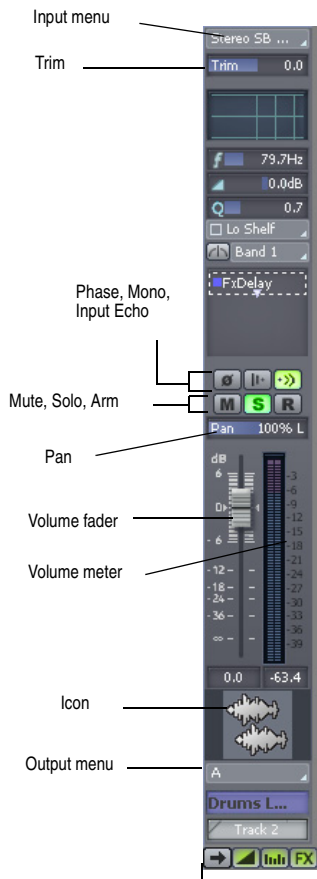 Input menu
Stereo SB ...
Trim
Trim 0.0
f 79.7Hz
0.0dB
Q 0.7
Lo Shelf
Band 1
FxDelay
Phase, Mono,
Input Echo
ø
Mute, Solo, Arm
M S R
Pan 100% L
Pan
dB
6
-3
-6
0
-9
Volume fader
-12
-15
-6
-18
Volume meter
-21
-12
-24
-18
-27
-24
-30
-36
-33
-36
∞
-39
0.0 -63.4
Icon
Output menu
A
Drums L...
Track 2
FX